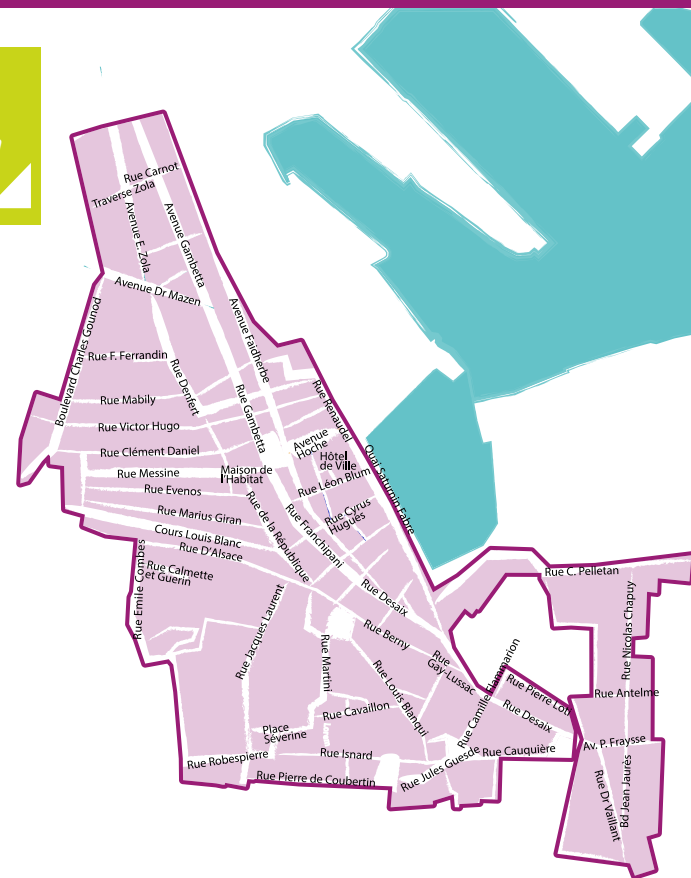 Rue Carnot
Traverse Zola
Avenue E. Zola
Avenue Gambetta
Avenue Dr Mazen
Boulevard Charles Gounod
Avenue Faidherbe
Rue F. Ferrandin
Rue Denfert
Rue Mabily
Rue Gambetta
Rue Renaudel
Rue Victor Hugo
Avenue
Hoche
Quai Saturnin Fabre
Rue Clément Daniel
Hôtel
de Ville
Rue Messine
Maison de
l'Habitat
Rue Léon Blum
Rue Evenos
Rue de la République
Rue Franchipani
Rue Cyrus
Hugues
Rue Marius Giran
Cours Louis Blanc
Rue D'Alsace
Rue Emile Combes
Rue Calmette
et Guerin
Rue C. Pelletan
Rue Jacques Laurent
Rue Desaix
Rue Nicolas Chapuy
Rue Berny
Rue Martini
Rue
Gay-Lussac
Rue Camille Flammarion
Rue Louis Blanqui
Rue Pierre Loti
Rue Antelme
Rue Cavaillon
Rue Desaix
Place
Séverine
Av. P. Fraysse
Rue Robespierre
Rue Isnard
Rue Cauquière
Rue Jules Guesde
Rue Pierre de Coubertin
Rue Dr Vaillant
Bd Jean Jaurès